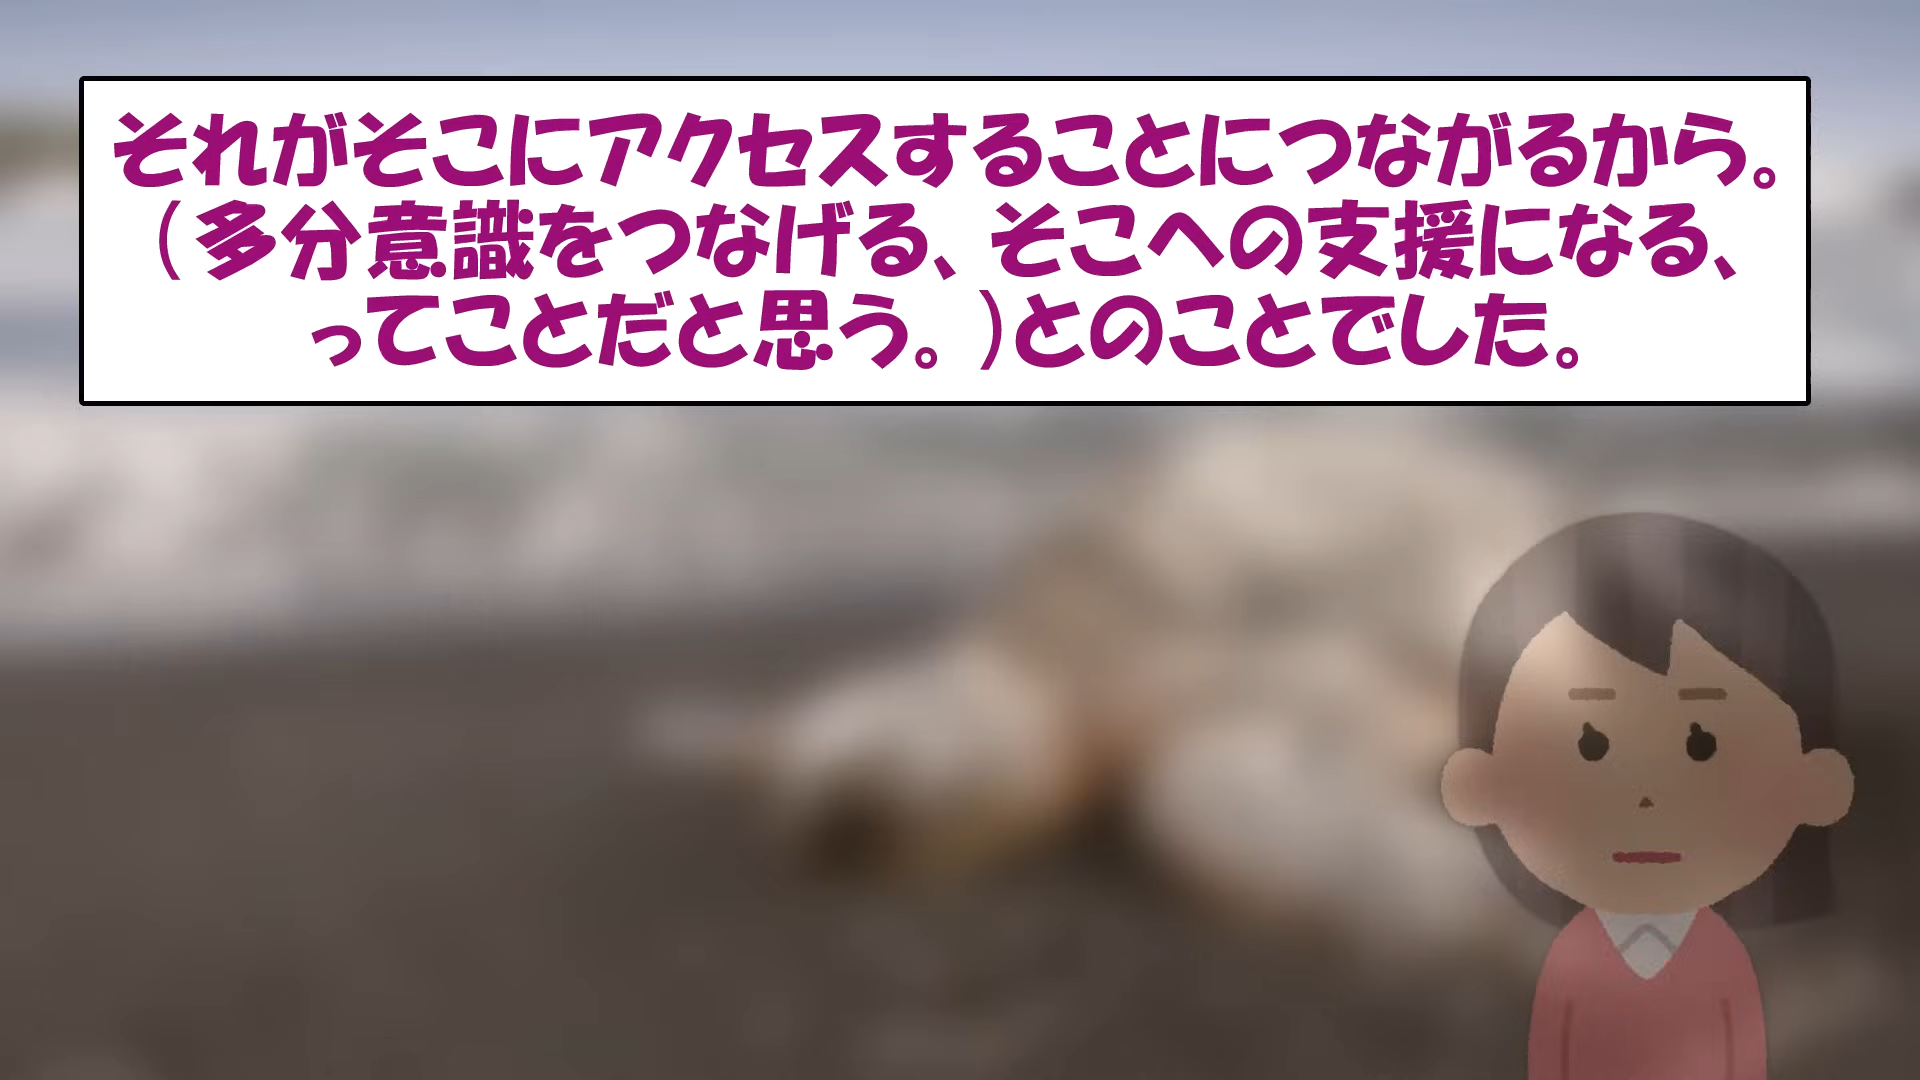 それがそこにアクセスすることにつながるから。
（多分意識をつなげる、そこへの支援になる、
ってことだと思う。）とのことでした。